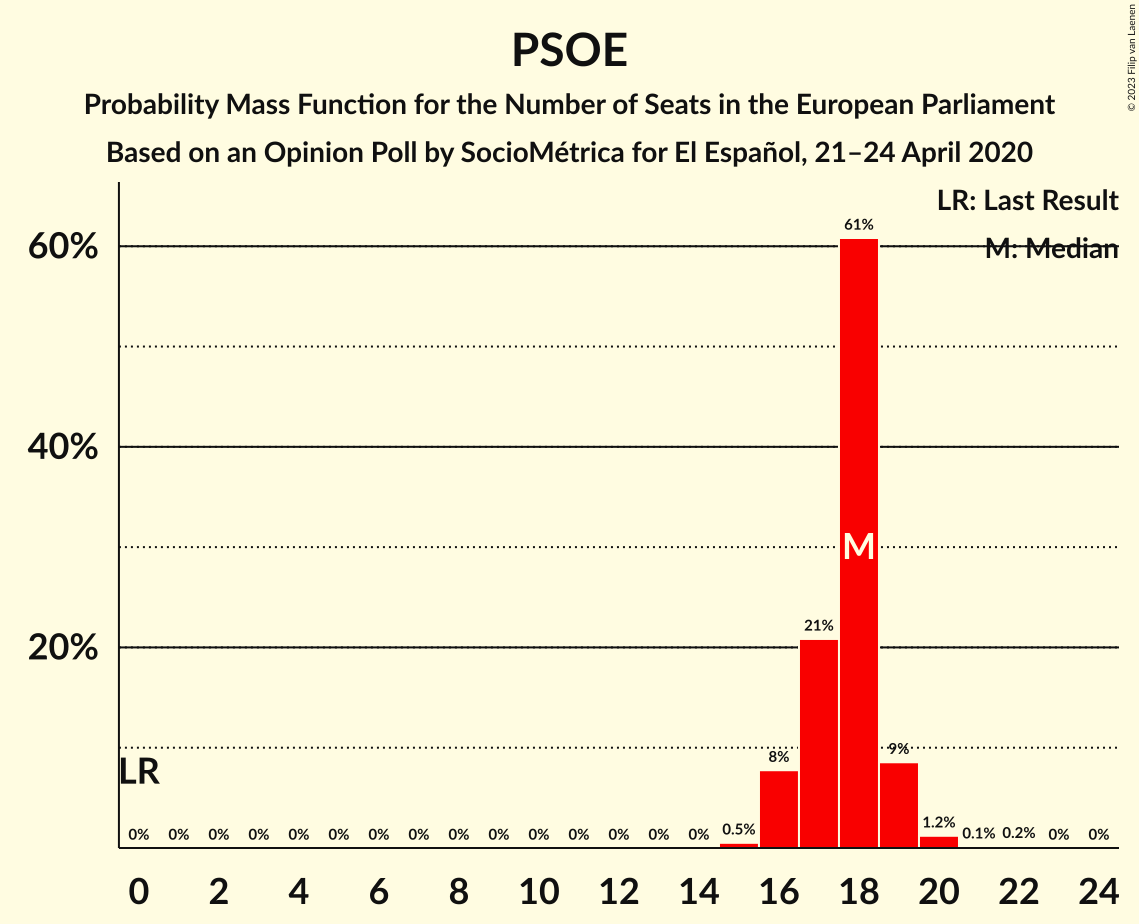 PSOE
Probability Mass Function for the Number of Seats in the European Parliament
Based on an Opinion Poll by SocioMétrica for El Español, 21–24 April 2020
© 2023 Filip van Laenen
LR: Last Result
M: Median
60%
40%
20%
61%
M
21%
LR
8%
9%
0% 0% 0% 0% 0% 0% 0% 0% 0% 0% 0% 0% 0% 0% 0% 0.5% 1.2% 0.1% 0.2% 0% 0%
0 2 4 6 8 10 12 14 16 18 20 22 24